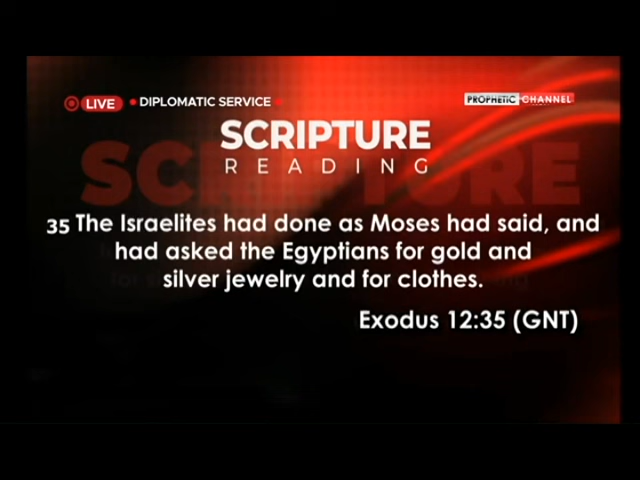 LIVE • DIPLOMATIC SERVICE
PROPHETIC CHANNEL
SCRIPTURE
READING
SCRIPTURE
35 The Israelites had done as Moses had said, and
had asked the Egyptians for gold and
silver jewelry and for clothes.
Exodus 12:35 (GNT)